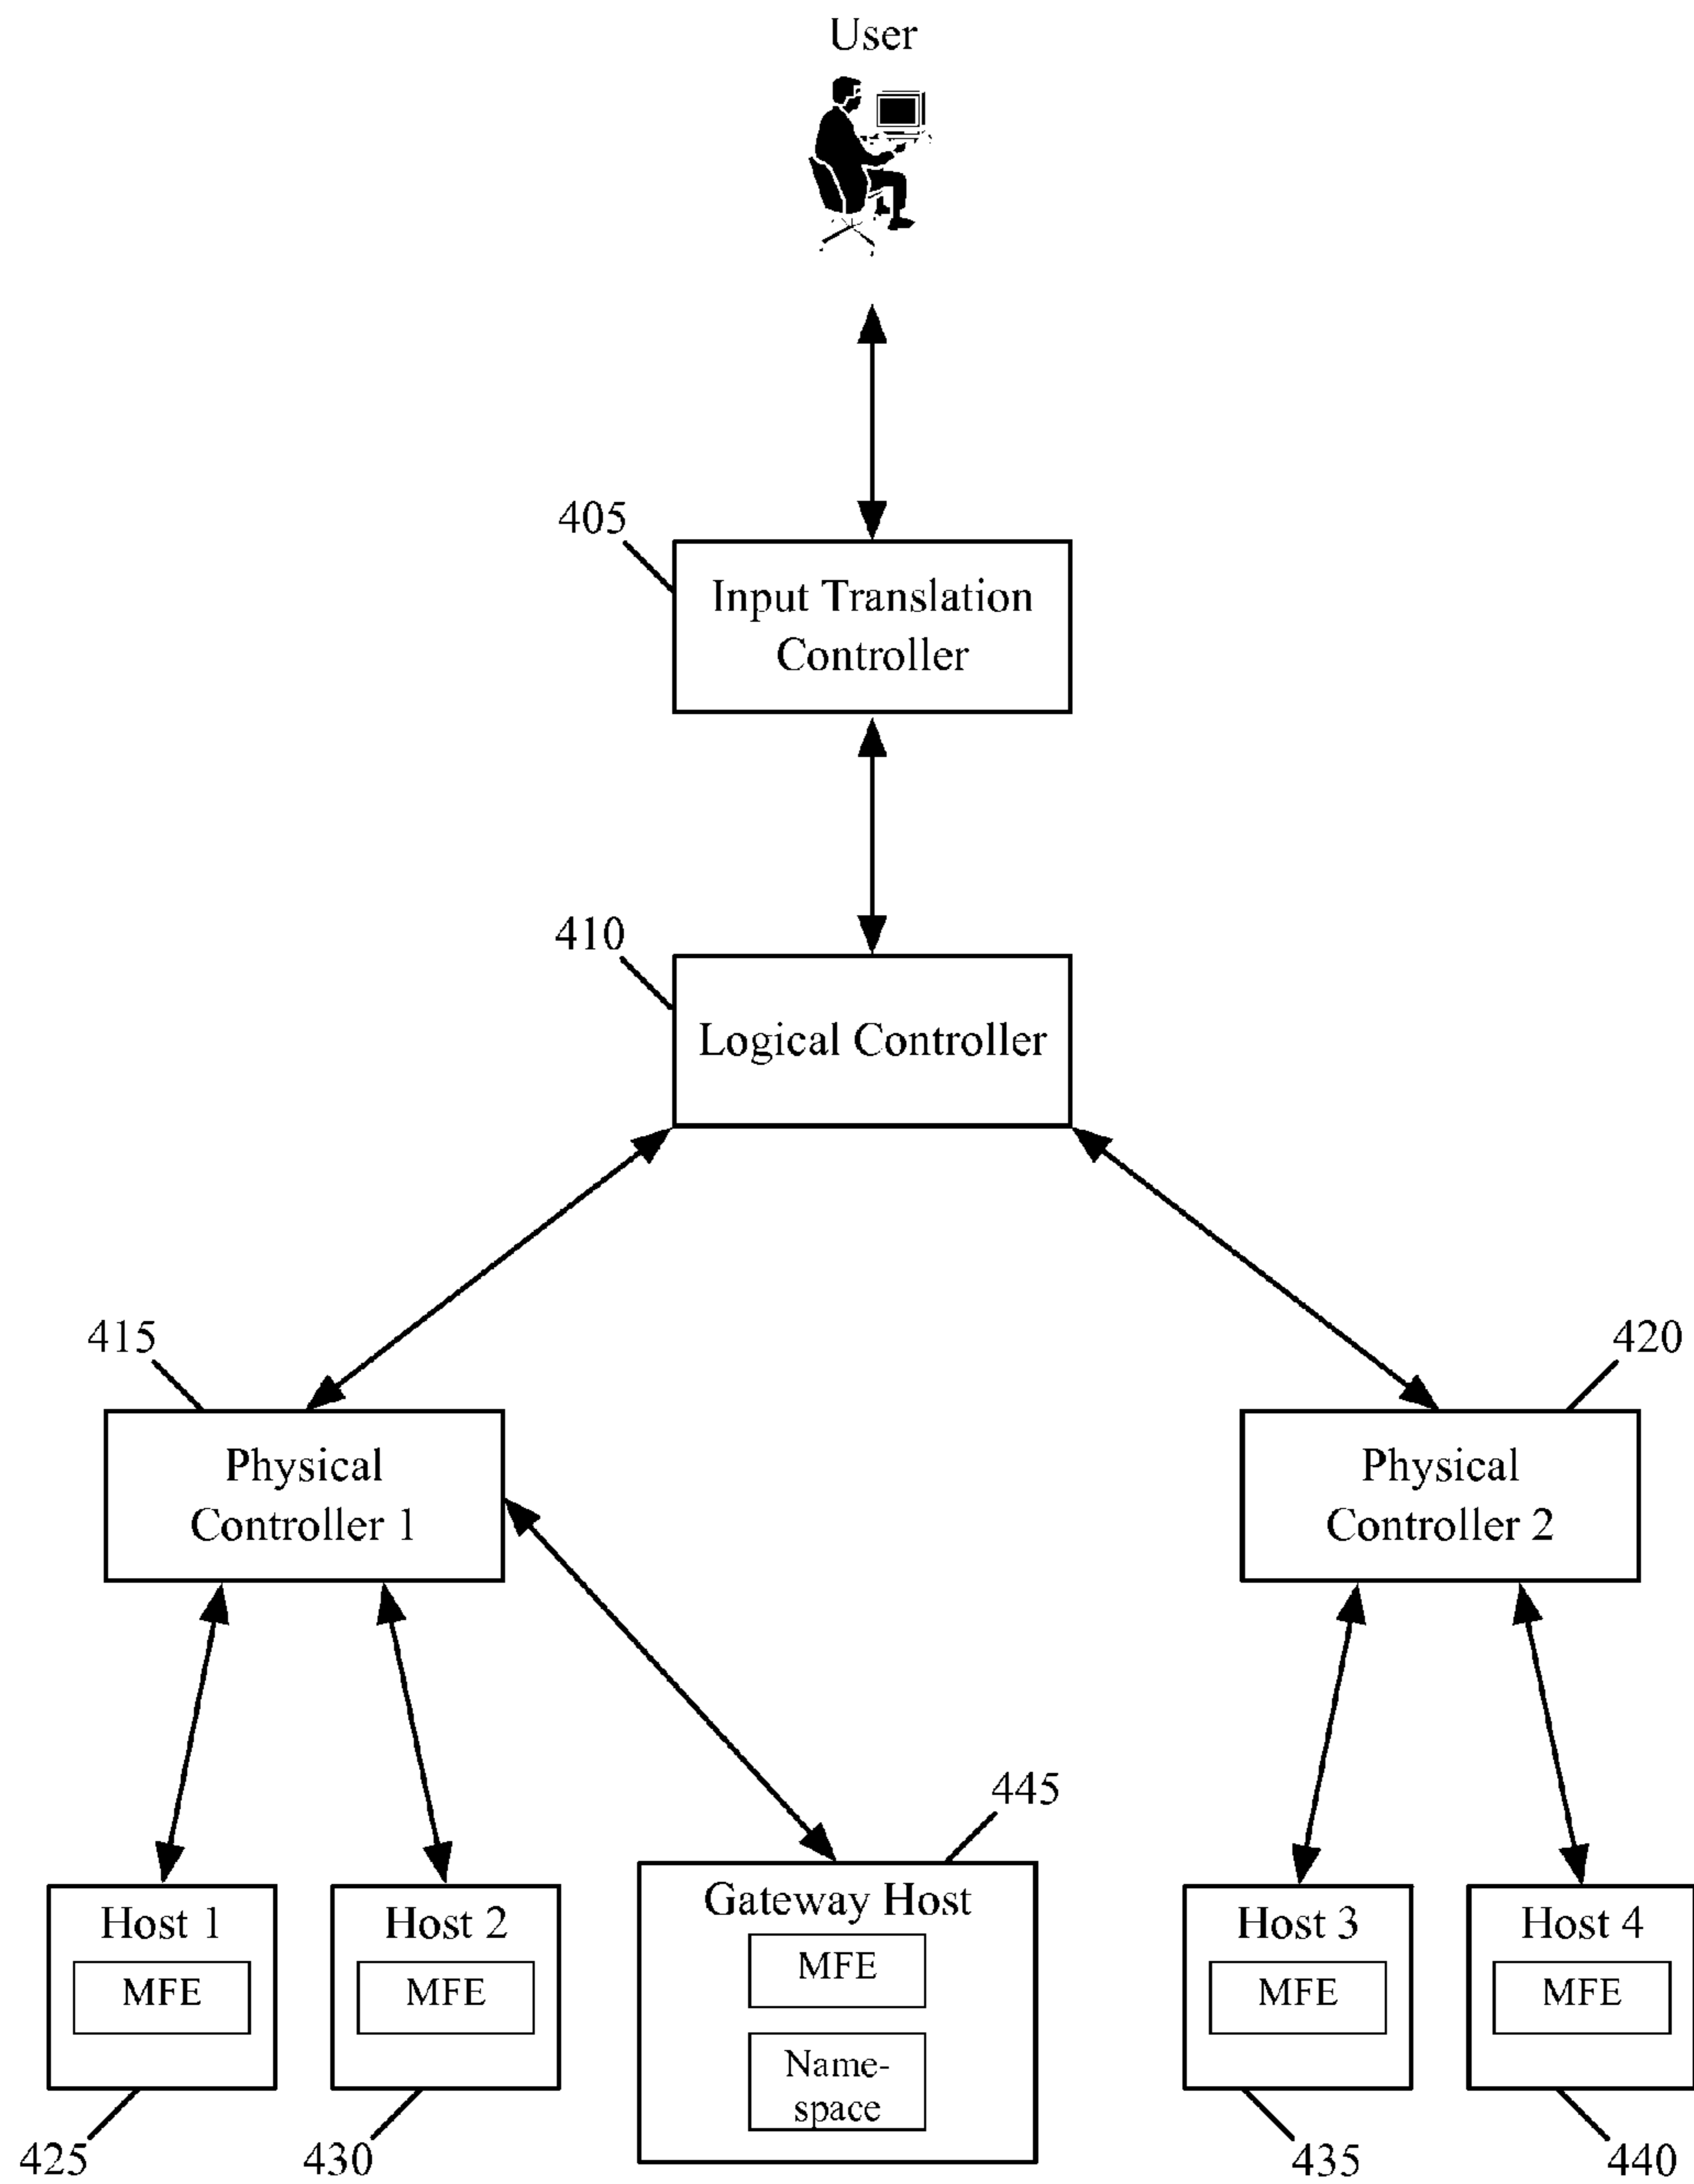 User
405
Input Translation
Controller
410
Logical Controller
415
420
Physical
Controller 1
Physical
Controller 2
445
Host 1
MFE
Host 2
MFE
Gateway Host
MFE
Name-
space
Host 3
MFE
Host 4
MFE
425
430
435
440